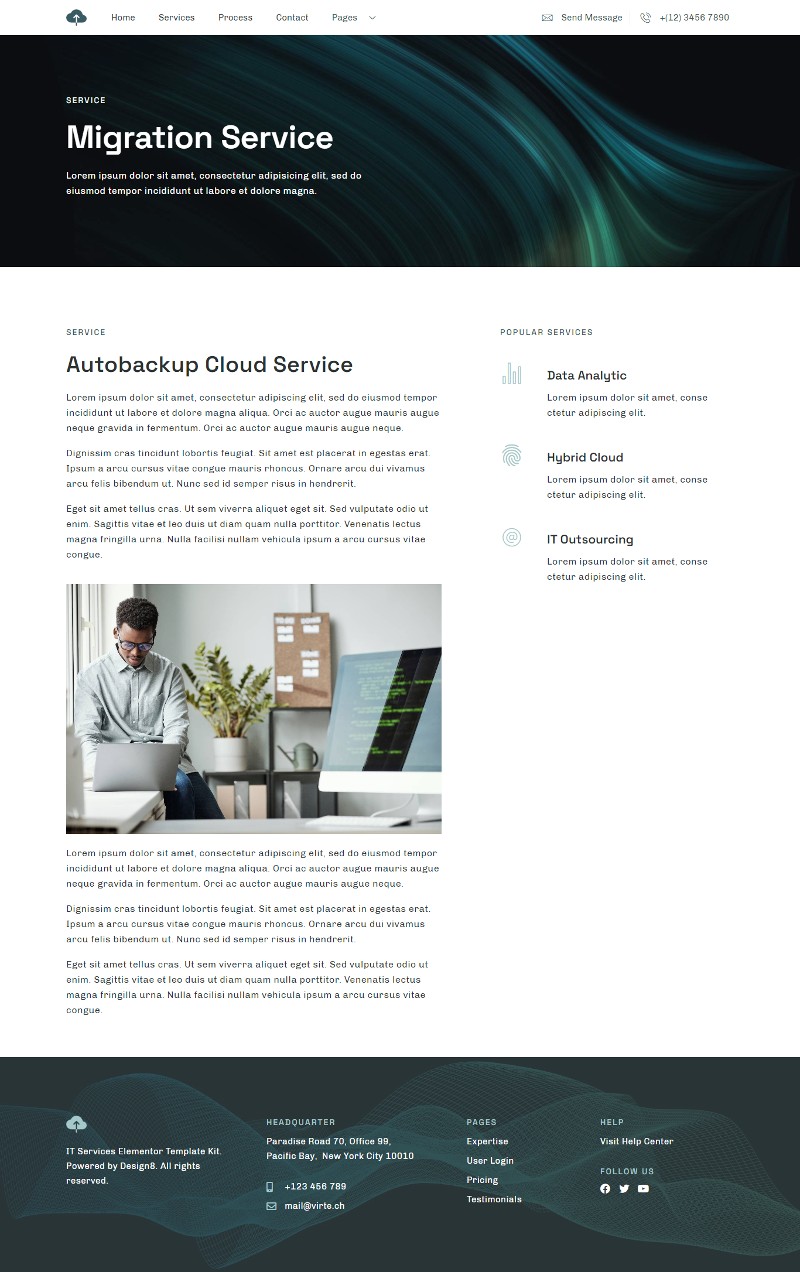 Home Services Process Contact Pages Send Message +(12) 3456 7890
SERVICE
Migration Service
Lorem ipsum dolor sit amet, consectetur adipisicing elit, sed do
eiusmod tempor incididunt ut labore et dolore magna.
SERVICE
Autobackup Cloud Service
Lorem ipsum dolor sit amet, consectetur adipiscing elit, sed do eiusmod tempor
incididunt ut labore et dolore magna aliqua. Orci ac auctor augue mauris augue
neque gravida in fermentum. Orci ac auctor augue mauris augue neque.
Dignissim cras tincidunt lobortis feugiat. Sit amet est placerat in egestas erat.
Ipsum a arcu cursus vitae congue mauris rhoncus. Ornare arcu dui vivamus
arcu felis bibendum ut. Nunc sed id semper risus in hendrerit.
Eget sit amet tellus cras. Ut sem viverra aliquet eget sit. Sed vulputate odio ut
enim. Sagittis vitae et leo duis ut diam quam nulla porttitor. Venenatis lectus
magna fringilla urna. Nulla facilisi nullam vehicula ipsum a arcu cursus vitae
congue.
Lorem ipsum dolor sit amet, consectetur adipiscing elit, sed do eiusmod tempor
incididunt ut labore et dolore magna aliqua. Orci ac auctor augue mauris augue
neque gravida in fermentum. Orci ac auctor augue mauris augue neque.
Dignissim cras tincidunt lobortis feugiat. Sit amet est placerat in egestas erat.
Ipsum a arcu cursus vitae congue mauris rhoncus. Ornare arcu dui vivamus
arcu felis bibendum ut. Nunc sed id semper risus in hendrerit.
Eget sit amet tellus cras. Ut sem viverra aliquet eget sit. Sed vulputate odio ut
enim. Sagittis vitae et leo duis ut diam quam nulla porttitor. Venenatis lectus
magna fringilla urna. Nulla facilisi nullam vehicula ipsum a arcu cursus vitae
congue.
POPULAR SERVICES
Data Analytic
Lorem ipsum dolor sit amet, conse
ctetur adipiscing elit.
Hybrid Cloud
Lorem ipsum dolor sit amet, conse
ctetur adipiscing elit.
IT Outsourcing
Lorem ipsum dolor sit amet, conse
ctetur adipiscing elit.
IT Services Elementor Template Kit.
Powered by Design8. All rights
reserved.
HEADQUARTER
Paradise Road 70, Office 99,
Pacific Bay, New York City 10010
+123 456 789
mail@virte.ch
PAGES
Expertise
User Login
Pricing
Testimonials
HELP
Visit Help Center
FOLLOW US